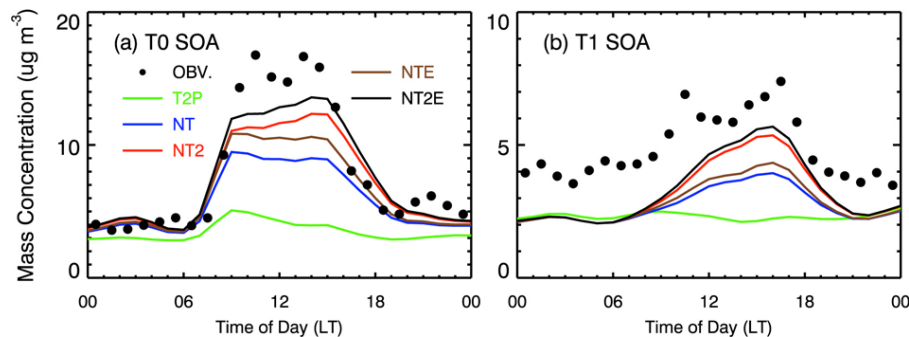 (a) T0 SOA
OBV.
T2P
NT
NT2
NTE
NT2E
Mass Concentration (ug m⁻³)
20
10
0
00 06 12 18 00
Time of Day (LT)
(b) T1 SOA
10
5
0
00 06 12 18 00
Time of Day (LT)